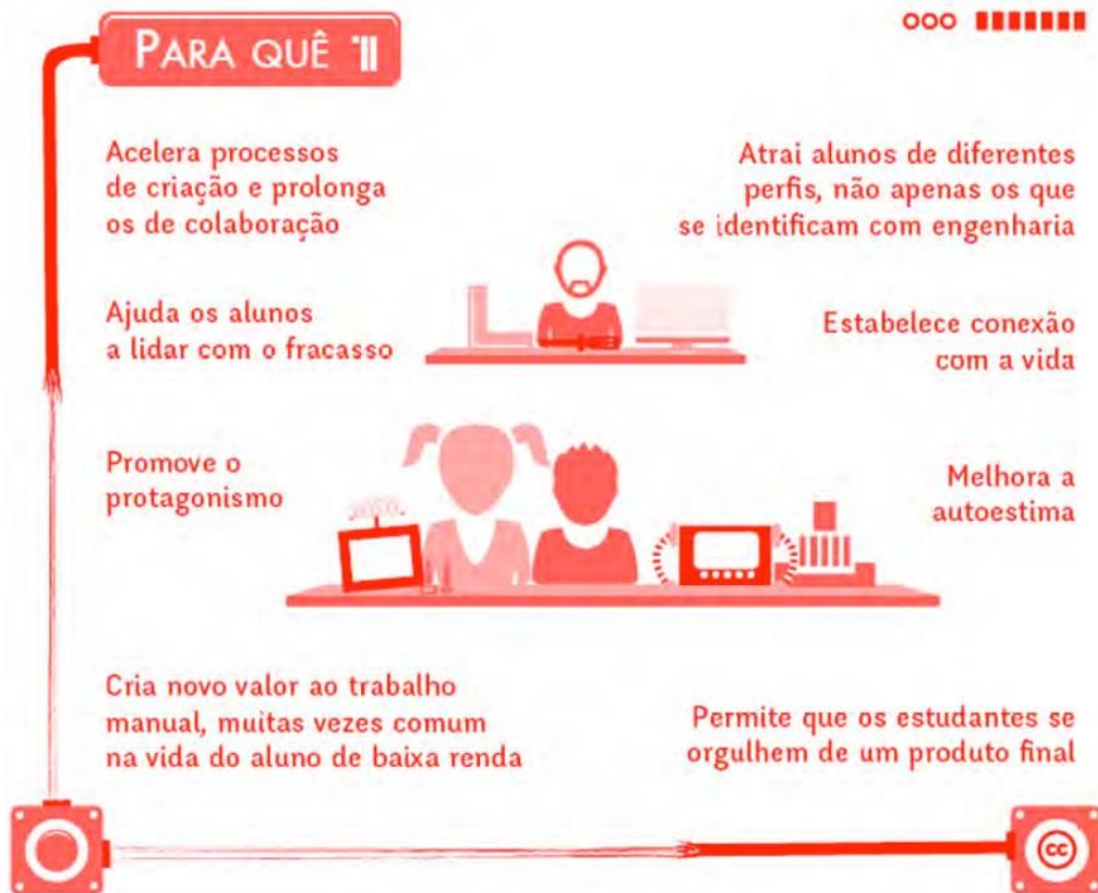 PARA QUÊ
Acelera processos
de criação e prolonga
os de colaboração
Atrai alunos de diferentes
perfis, não apenas os que
se identificam com engenharia
Ajuda os alunos
a lidar com o fracasso
Estabelece conexão
com a vida
Promove o
protagonismo
Melhora a
autoestima
Cria novo valor ao trabalho
manual, muitas vezes comum
na vida do aluno de baixa renda
Permite que os estudantes se
orgulhem de um produto final
cc